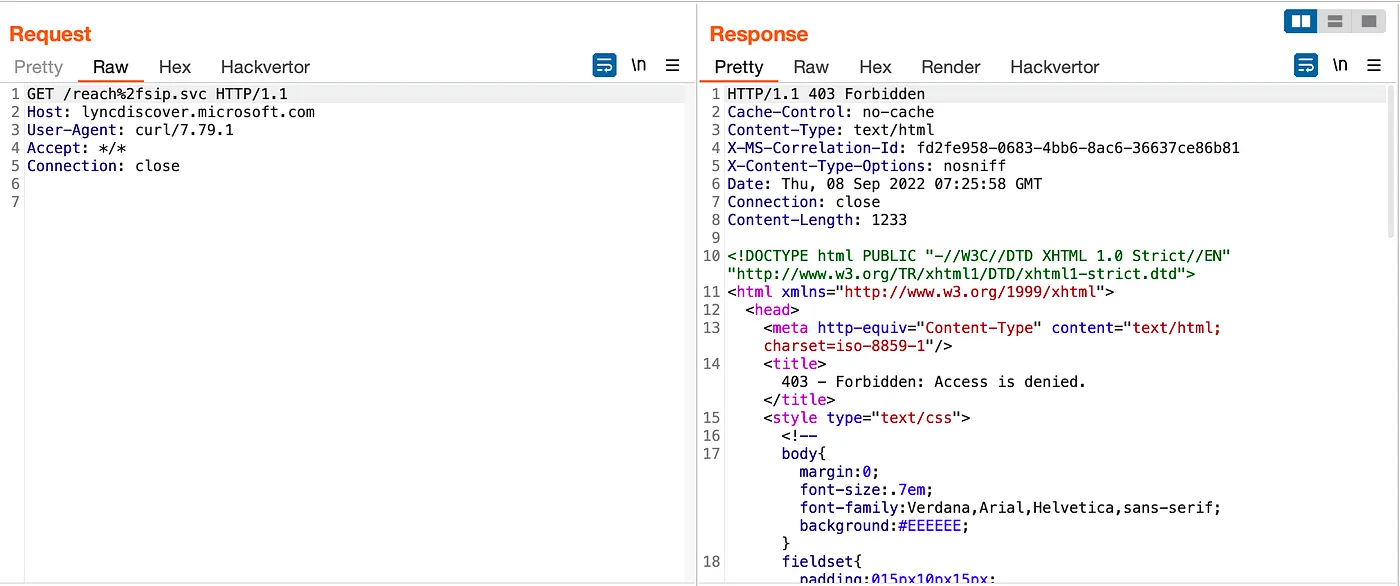 Request
Pretty Raw Hex Hackvertor \n
1 GET /reach%2fsip.svc HTTP/1.1
2 Host: lyncdiscover.microsoft.com
3 User-Agent: curl/7.79.1
4 Accept: */*
5 Connection: close
6
7
Response
Pretty Raw Hex Render Hackvertor \n
1 HTTP/1.1 403 Forbidden
2 Cache-Control: no-cache
3 Content-Type: text/html
4 X-MS-Correlation-Id: fd2fe958-0683-4bb6-8ac6-36637ce86b81
5 X-Content-Type-Options: nosniff
6 Date: Thu, 08 Sep 2022 07:25:58 GMT
7 Connection: close
8 Content-Length: 1233
9
10 <!DOCTYPE html PUBLIC "-//W3C//DTD XHTML 1.0 Strict//EN"
"http://www.w3.org/TR/xhtml1/DTD/xhtml1-strict.dtd">
11 <html xmlns="http://www.w3.org/1999/xhtml">
12 <head>
13 <meta http-equiv="Content-Type" content="text/html;
charset=iso-8859-1"/>
14 <title>
403 - Forbidden: Access is denied.
</title>
15 <style type="text/css">
16 <!--
17 body{
margin:0;
font-size:.7em;
font-family:Verdana,Arial,Helvetica,sans-serif;
background:#EEEEEE;
}
18 fieldset{
padding:015px10px15px;